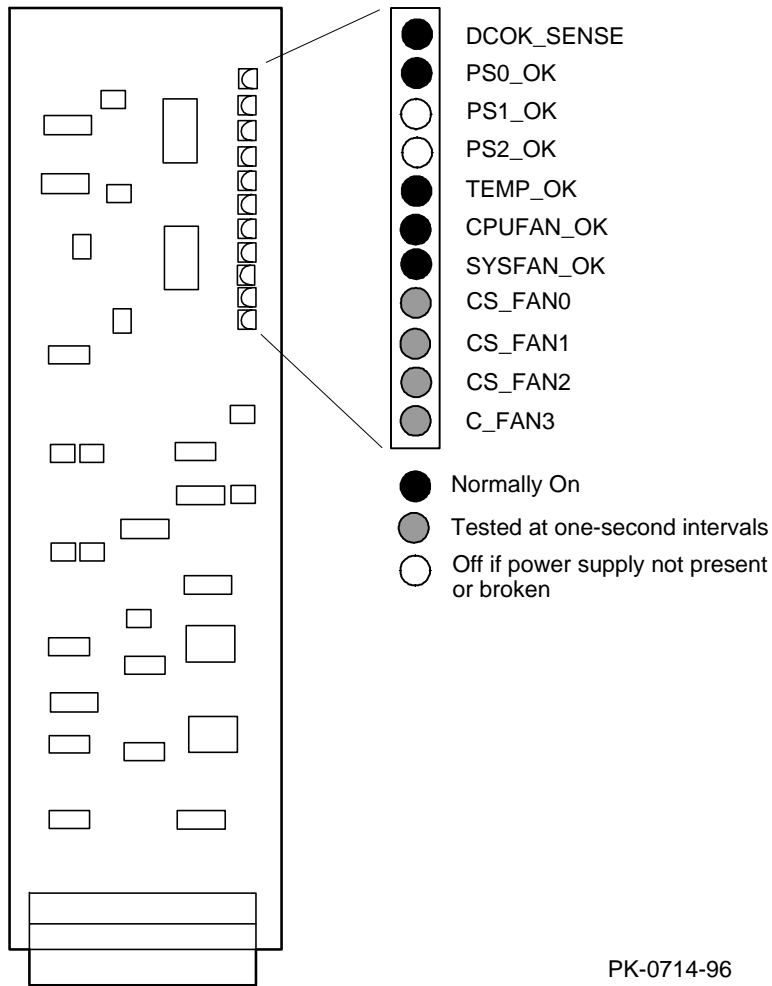 DCOK_SENSE
PS0_OK
PS1_OK
PS2_OK
TEMP_OK
CPUFAN_OK
SYSFAN_OK
CS_FAN0
CS_FAN1
CS_FAN2
C_FAN3
Normally On
Tested at one-second intervals
Off if power supply not present
or broken
PK-0714-96